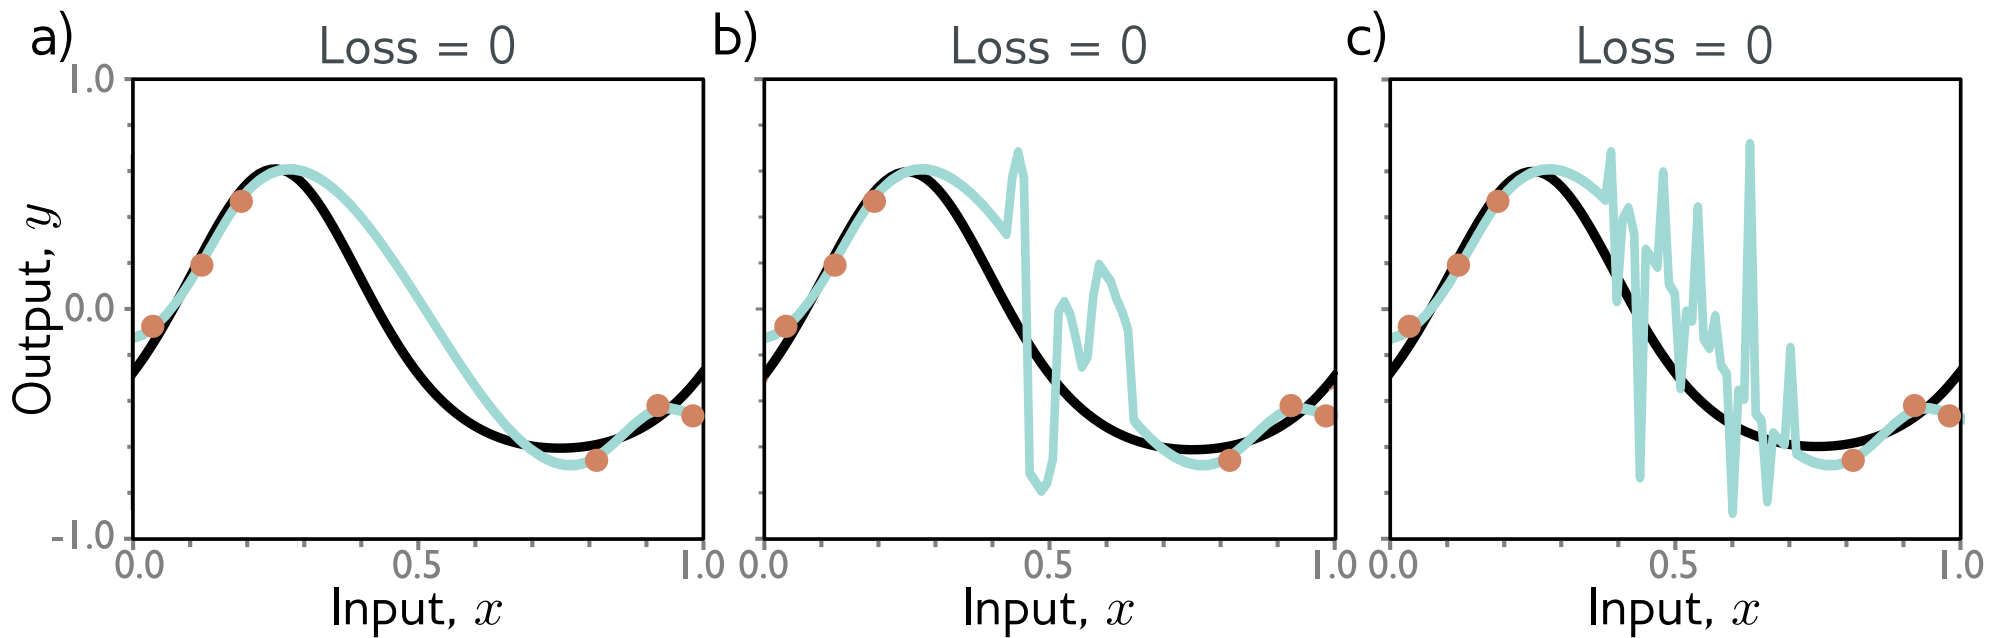 a) Loss = 0
b) Loss = 0
c) Loss = 0
1.0
0.0
-1.0
Output, y
0.0 0.5 1.0
0.0 0.5 1.0
0.0 0.5 1.0
Input, x
Input, x
Input, x